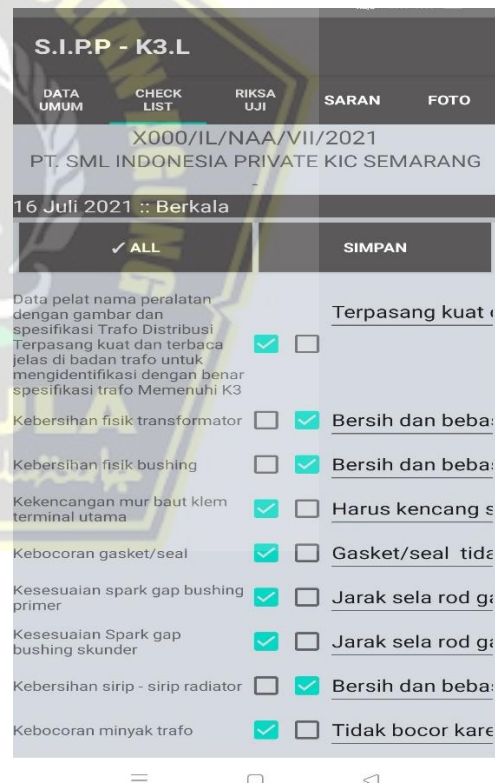 S.I.P.P - K3.L
DATA UMUM
CHECK LIST
RIKSA UJI
SARAN
FOTO
X000/IL/NAA/VII/2021
PT. SML INDONESIA PRIVATE KIC SEMARANG
-
16 Juli 2021 :: Berkala
✓ ALL
SIMPAN
Data pelat nama peralatan
dengan gambar dan
spesifikasi Trafo Distribusi
Terpasang kuat dan terbaca
jelas di badan trafo untuk
mengidentifikasi dengan benar
spesifikasi trafo Memenuhi K3
Terpasang kuat
Kebersihan fisik transformator
Bersih dan beba
Kebersihan fisik bushing
Bersih dan beba
Kekencangan mur baut klem
terminal utama
Harus kencang s
Kebocoran gasket/seal
Gasket/seal tida
Kesesuaian spark gap bushing
primer
Jarak sela rod ga
Kesesuaian Spark gap
bushing skunder
Jarak sela rod ga
Kebersihan sirip - sirip radiator
Bersih dan beba
Kebocoran minyak trafo
Tidak bocor kare